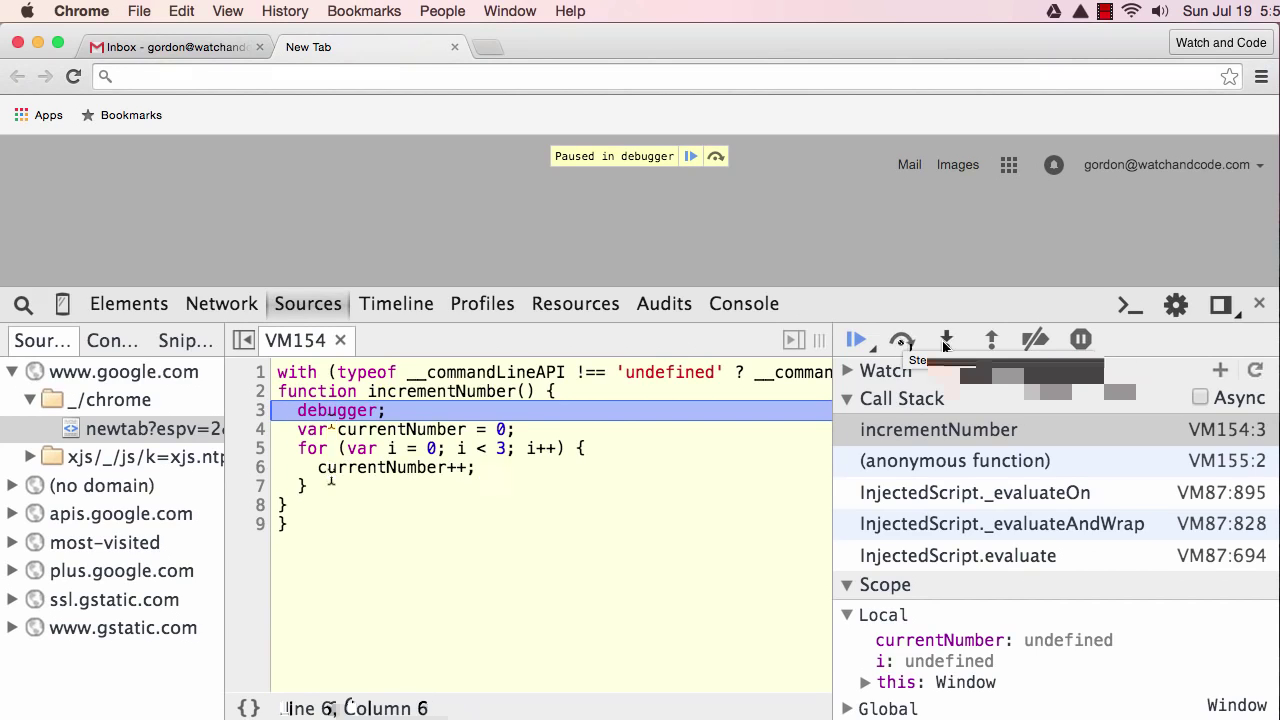 Chrome File Edit View History Bookmarks People Window Help Sun Jul 19 5:5
Inbox - gordon@watchand New Tab Watch and Code
Apps Bookmarks
Paused in debugger
Mail Images gordon@watchandcode.com
Elements Network Sources Timeline Profiles Resources Audits Console
Sour... Con... Snip... VM154
Ste
www.google.com
_/chrome
newtab?espv=2
xjs/_/js/k=xjs.ntp
(no domain)
apis.google.com
most-visited
plus.google.com
ssl.gstatic.com
www.gstatic.com
1 with (typeof __commandLineAPI !== 'undefined' ? __comman
2 function incrementNumber() {
3 debugger;
4 var currentNumber = 0;
5 for (var i = 0; i < 3; i++) {
6 currentNumber++;
7 }
8 }
9 }
{} Column 6
Watch
Call Stack Async
incrementNumber VM154:3
(anonymous function) VM155:2
InjectedScript._evaluateOn VM87:895
InjectedScript._evaluateAndWrap VM87:828
InjectedScript.evaluate VM87:694
Scope
Local
currentNumber: undefined
i: undefined
this: Window
Global Window